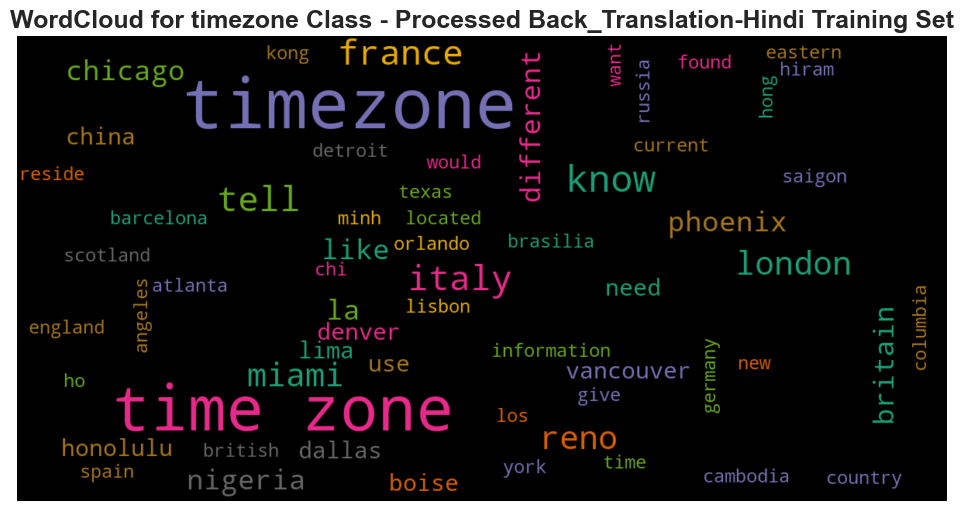 WordCloud for timezone Class - Processed Back_Translation-Hindi Training Set
kong
france
want
eastern
chicago
timezone
different
russia
found
hiram
hong
china
detroit
would
current
reside
tell
texas
know
saigon
barcelona
minh
located
phoenix
scotland
like
orlando
brasilia
london
chi
italy
angeles
atlanta
need
columbia
england
la
lisbon
britain
denver
lima
use
information
vancouver
germany
new
ho
miami
give
time zone
los
reno
honolulu
british
dallas
york
time
spain
nigeria
boise
cambodia
country